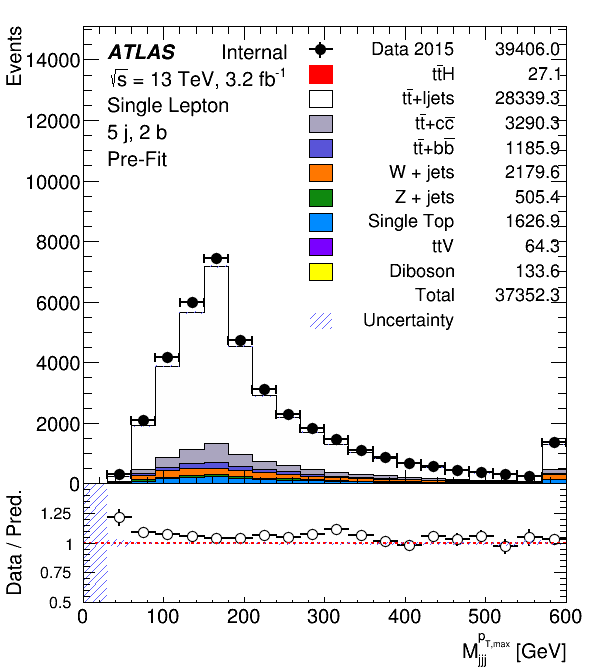 Events
14000
12000
10000
8000
6000
4000
2000
0
ATLAS Internal
√s = 13 TeV, 3.2 fb⁻¹
Single Lepton
5 j, 2 b
Pre-Fit
Data 2015 39406.0
tt̄H 27.1
tt̄+ljets 28339.3
tt̄+cc̄ 3290.3
tt̄+bb̄ 1185.9
W + jets 2179.6
Z + jets 505.4
Single Top 1626.9
ttV 64.3
Diboson 133.6
Total 37352.3
Uncertainty
Data / Pred.
1.25
1
0.75
0.5
0 100 200 300 400 500 600
M_jjj^{p_T,max} [GeV]